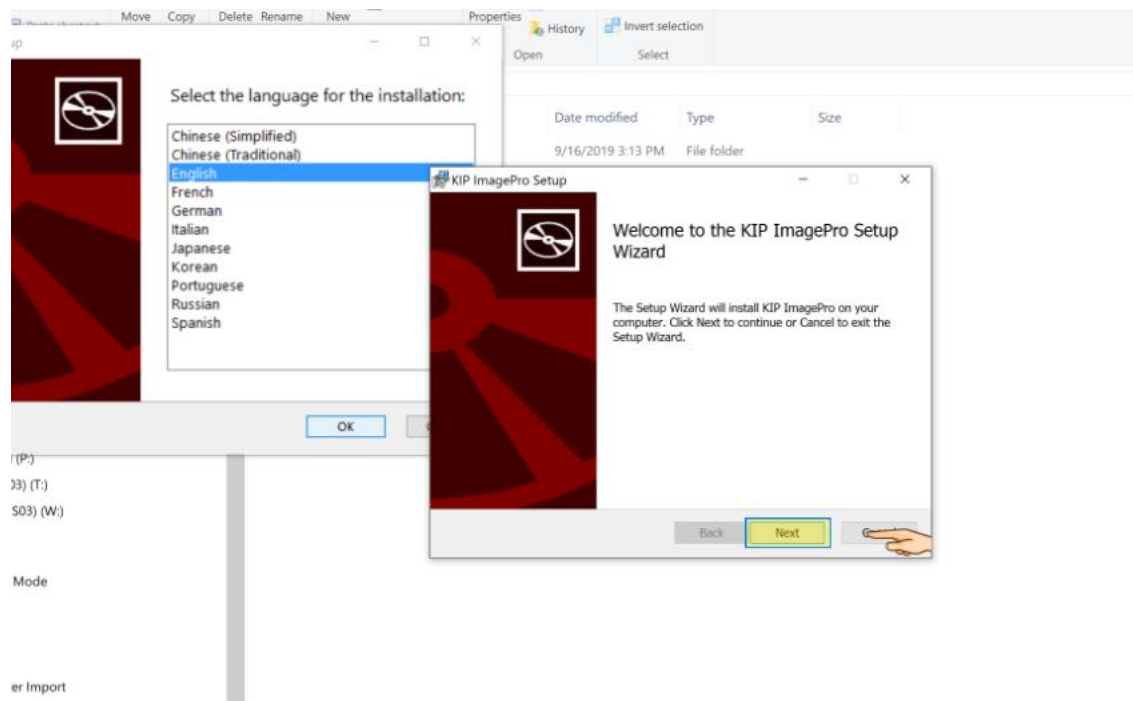 Move Copy Delete Rename New Properties
History
Invert selection
Open Select
up
Select the language for the installation:
Chinese (Simplified)
Chinese (Traditional)
English
French
German
Italian
Japanese
Korean
Portuguese
Russian
Spanish
OK
Date modified Type Size
9/16/2019 3:13 PM File folder
KIP ImagePro Setup
Welcome to the KIP ImagePro Setup
Wizard
The Setup Wizard will install KIP ImagePro on your
computer. Click Next to continue or Cancel to exit the
Setup Wizard.
Back Next
(P:)
03) (T:)
S03) (W:)
Mode
er Import